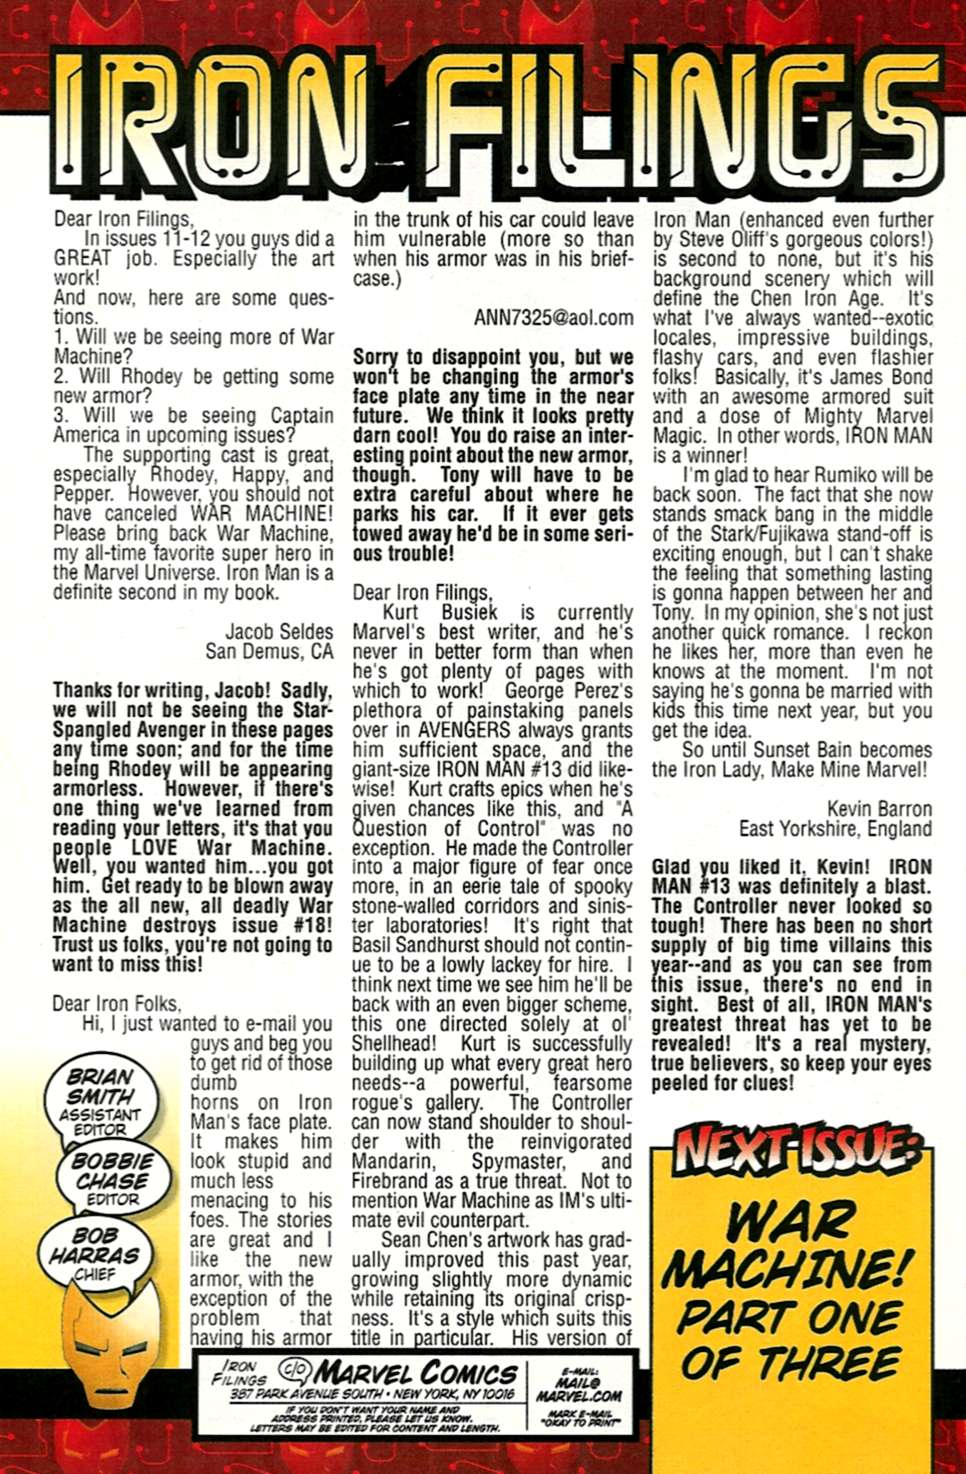 IRON FILINGS
Dear Iron Filings,
In issues 11-12 you guys did a
GREAT job. Especially the art
work!
And now, here are some ques-
tions.
1. Will we be seeing more of War
Machine?
2. Will Rhodey be getting some
new armor?
3. Will we be seeing Captain
America in upcoming issues?
The supporting cast is great,
especially Rhodey, Happy, and
Pepper. However, you should not
have canceled WAR MACHINE!
Please bring back War Machine,
my all-time favorite super hero in
the Marvel Universe. Iron Man is a
definite second in my book.
Jacob Seldes
San Demus, CA
Thanks for writing, Jacob! Sadly,
we will not be seeing the Star-
Spangled Avenger in these pages
any time soon; and for the time
being Rhodey will be appearing
armorless. However, if there's
one thing we've learned from
reading your letters, it's that you
people LOVE War Machine.
Well, you wanted him...you got
him. Get ready to be blown away
as the all new, all deadly War
Machine destroys issue #18!
Trust us folks, you're not going to
want to miss this!
Dear Iron Folks,
Hi, I just wanted to e-mail you
guys and beg you
to get rid of those
dumb
horns on Iron
Man's face plate.
It makes him
look stupid and
much less
menacing to his
foes. The stories
are great and I
like the new
armor, with the
exception of the
problem that
having his armor
BRIAN
SMITH
ASSISTANT
EDITOR
BOBBIE
CHASE
EDITOR
BOB
HARRAS
CHIEF
in the trunk of his car could leave
him vulnerable (more so than
when his armor was in his brief-
case.)
ANN7325@aol.com
Sorry to disappoint you, but we
won't be changing the armor's
face plate any time in the near
future. We think it looks pretty
darn cool! You do raise an inter-
esting point about the new armor,
though. Tony will have to be
extra careful about where he
parks his car. If it ever gets
towed away he'd be in some seri-
ous trouble!
Dear Iron Filings,
Kurt Busiek is currently
Marvel's best writer, and he's
never in better form than when
he's got plenty of pages with
which to work! George Perez's
plethora of painstaking panels
over in AVENGERS always grants
him sufficient space, and the
giant-size IRON MAN #13 did like-
wise! Kurt crafts epics when he's
given chances like this, and "A
Question of Control" was no
exception. He made the Controller
into a major figure of fear once
more, in an eerie tale of spooky
stone-walled corridors and sinis-
ter laboratories! It's right that
Basil Sandhurst should not contin-
ue to be a lowly lackey for hire. I
think next time we see him he'll be
back with an even bigger scheme,
this one directed solely at ol'
Shellhead! Kurt is successfully
building up what every great hero
needs--a powerful, fearsome
rogue's gallery. The Controller
can now stand shoulder to shoul-
der with the reinvigorated
Mandarin, Spymaster, and
Firebrand as a true threat. Not to
mention War Machine as IM's ulti-
mate evil counterpart.
Sean Chen's artwork has grad-
ually improved this past year,
growing slightly more dynamic
while retaining its original crisp-
ness. It's a style which suits this
title in particular. His version of
Iron Man (enhanced even further
by Steve Oliff's gorgeous colors!)
is second to none, but it's his
background scenery which will
define the Chen Iron Age. It's
what I've always wanted--exotic
locales, impressive buildings,
flashy cars, and even flashier
folks! Basically, it's James Bond
with an awesome armored suit
and a dose of Mighty Marvel
Magic. In other words, IRON MAN
is a winner!
I'm glad to hear Rumiko will be
back soon. The fact that she now
stands smack bang in the middle
of the Stark/Fujikawa stand-off is
exciting enough, but I can't shake
the feeling that something lasting
is gonna happen between her and
Tony. In my opinion, she's not just
another quick romance. I reckon
he likes her, more than even he
knows at the moment. I'm not
saying he's gonna be married with
kids this time next year, but you
get the idea.
So until Sunset Bain becomes
the Iron Lady, Make Mine Marvel!
Kevin Barron
East Yorkshire, England
Glad you liked it, Kevin! IRON
MAN #13 was definitely a blast.
The Controller never looked so
tough! There has been no short
supply of big time villains this
year--and as you can see from
this issue, there's no end in
sight. Best of all, IRON MAN's
greatest threat has yet to be
revealed! It's a real mystery,
true believers, so keep your eyes
peeled for clues!
NEXT ISSUE:
WAR
MACHINE!
PART ONE
OF THREE
IRON
FILINGS
C/O MARVEL COMICS
387 PARK AVENUE SOUTH • NEW YORK, NY 10016
IF YOU DON'T WANT YOUR NAME AND
ADDRESS PRINTED, PLEASE LET US KNOW.
LETTERS MAY BE EDITED FOR CONTENT AND LENGTH.
E-MAIL:
MAIL@
MARVEL.COM
MARK E-MAIL
"OKAY TO PRINT"